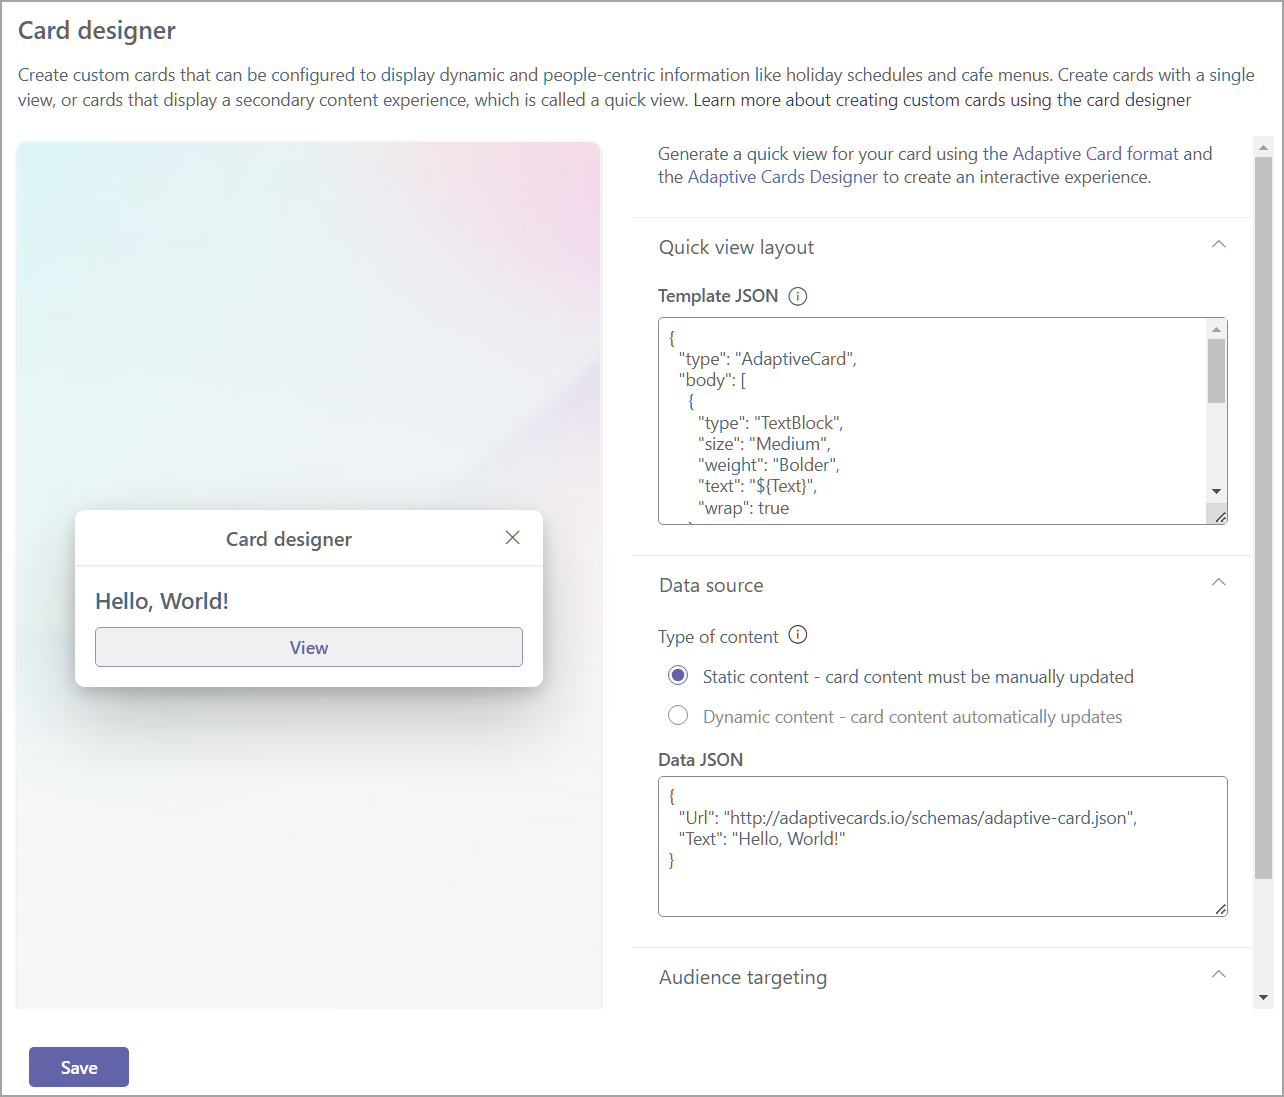 Card designer
Create custom cards that can be configured to display dynamic and people-centric information like holiday schedules and cafe menus. Create cards with a single
view, or cards that display a secondary content experience, which is called a quick view. Learn more about creating custom cards using the card designer
Card designer
Hello, World!
View
Generate a quick view for your card using the Adaptive Card format and
the Adaptive Cards Designer to create an interactive experience.
Quick view layout
Template JSON
{
"type": "AdaptiveCard",
"body": [
{
"type": "TextBlock",
"size": "Medium",
"weight": "Bolder",
"text": "${Text}",
"wrap": true
Data source
Type of content
Static content - card content must be manually updated
Dynamic content - card content automatically updates
Data JSON
{
"Url": "http://adaptivecards.io/schemas/adaptive-card.json",
"Text": "Hello, World!"
}
Audience targeting
Save